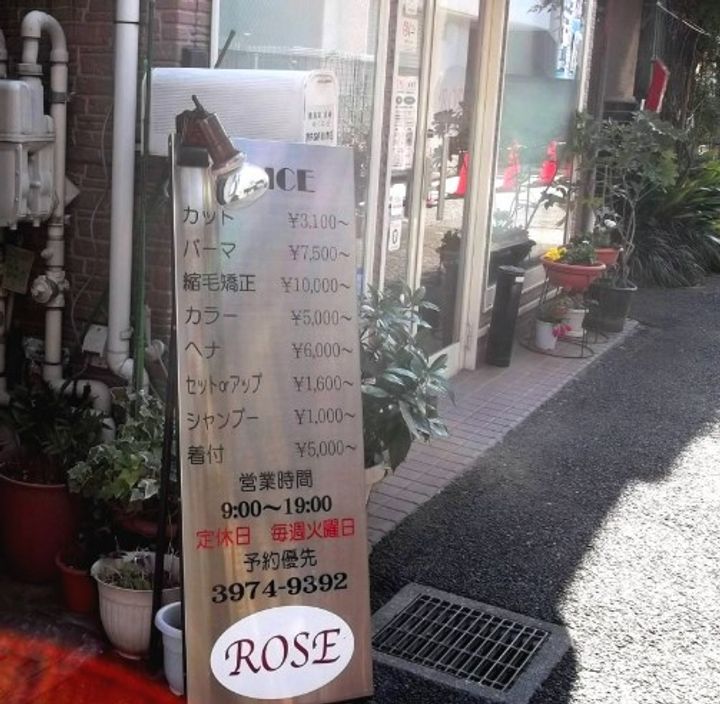 カット ¥3,100～
パーマ ¥7,500～
縮毛矯正 ¥10,000～
カラー ¥5,000～
ヘナ ¥6,000～
セットorアップ ¥1,600～
シャンプー ¥1,000～
着付 ¥5,000～
営業時間
9:00～19:00
定休日 毎週火曜日
予約優先
3974-9392
ROSE